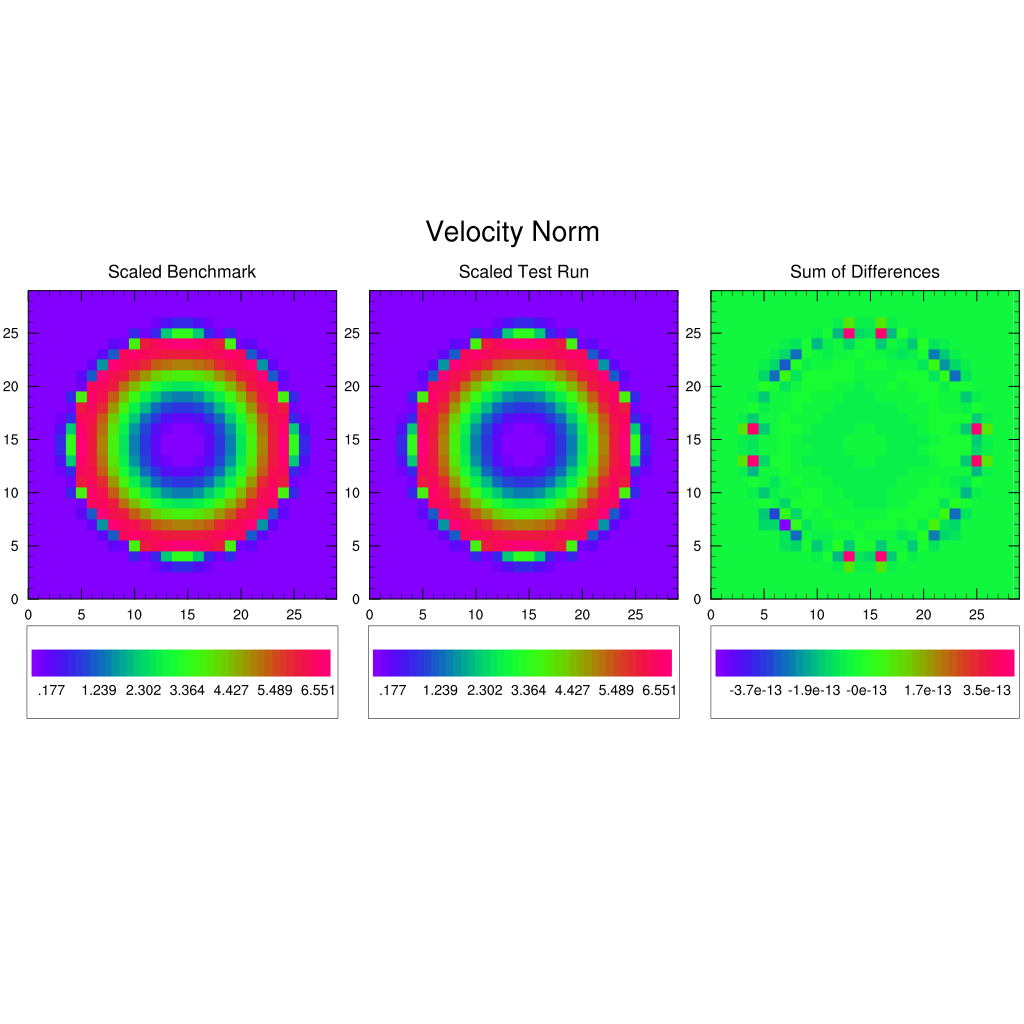 Velocity Norm
Scaled Benchmark Scaled Test Run Sum of Differences
25 25 25
20 20 20
15 15 15
10 10 10
5 5 5
0 0 0
0 5 10 15 20 25 0 5 10 15 20 25 0 5 10 15 20 25
.177 1.239 2.302 3.364 4.427 5.489 6.551 .177 1.239 2.302 3.364 4.427 5.489 6.551 -3.7e-13 -1.9e-13 -0e-13 1.7e-13 3.5e-13